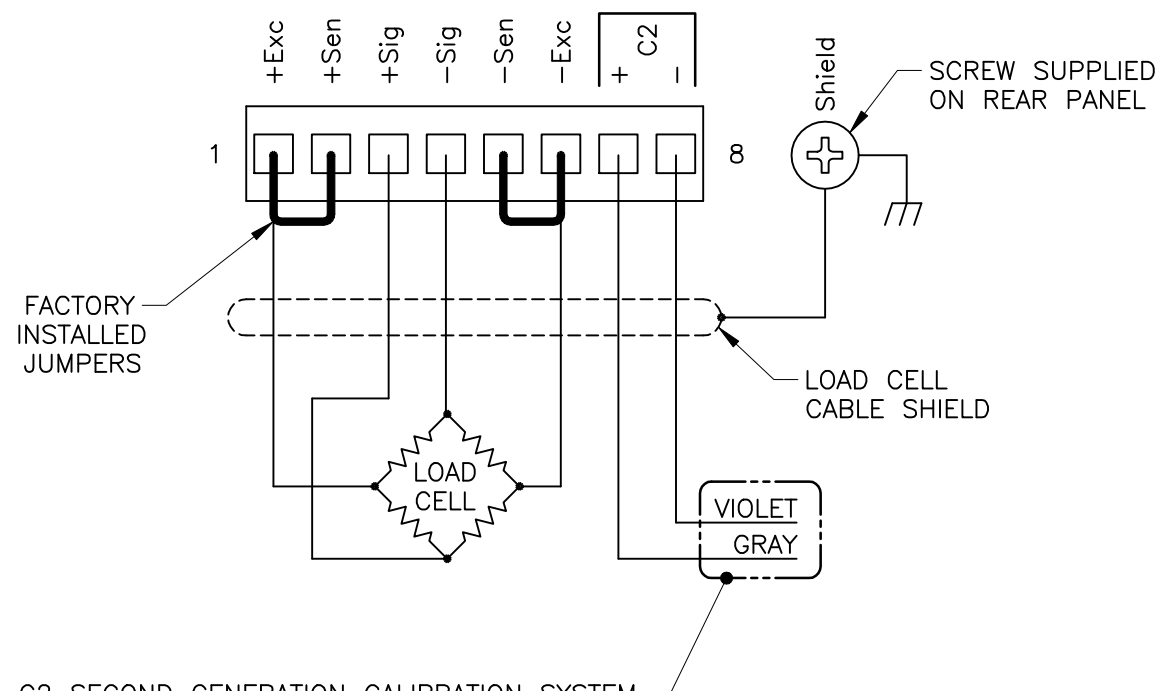 +Exc
+Sen
+Sig
−Sig
−Sen
−Exc
C2
+
−
Shield
SCREW SUPPLIED
ON REAR PANEL
1
8
FACTORY
INSTALLED
JUMPERS
LOAD CELL
CABLE SHIELD
LOAD
CELL
VIOLET
GRAY
C2 SECOND GENERATION CALIBRATION SYSTEM